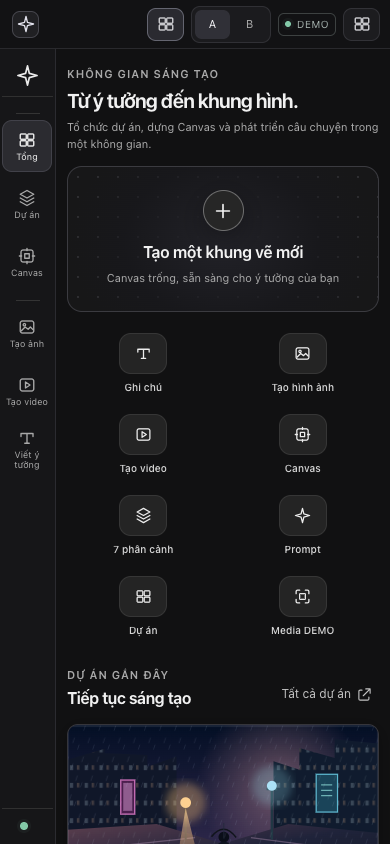 A
B
DEMO
KHÔNG GIAN SÁNG TẠO
Từ ý tưởng đến khung hình.
Tổ chức dự án, dựng Canvas và phát triển câu chuyện trong
một không gian.
Tổng
Dự án
Canvas
Tạo ảnh
Tạo video
Viết ý
tưởng
Tạo một khung vẽ mới
Canvas trống, sẵn sàng cho ý tưởng của bạn
Ghi chú
Tạo hình ảnh
Tạo video
Canvas
7 phân cảnh
Prompt
Dự án
Media DEMO
DỰ ÁN GẦN ĐÂY
Tiếp tục sáng tạo
Tất cả dự án